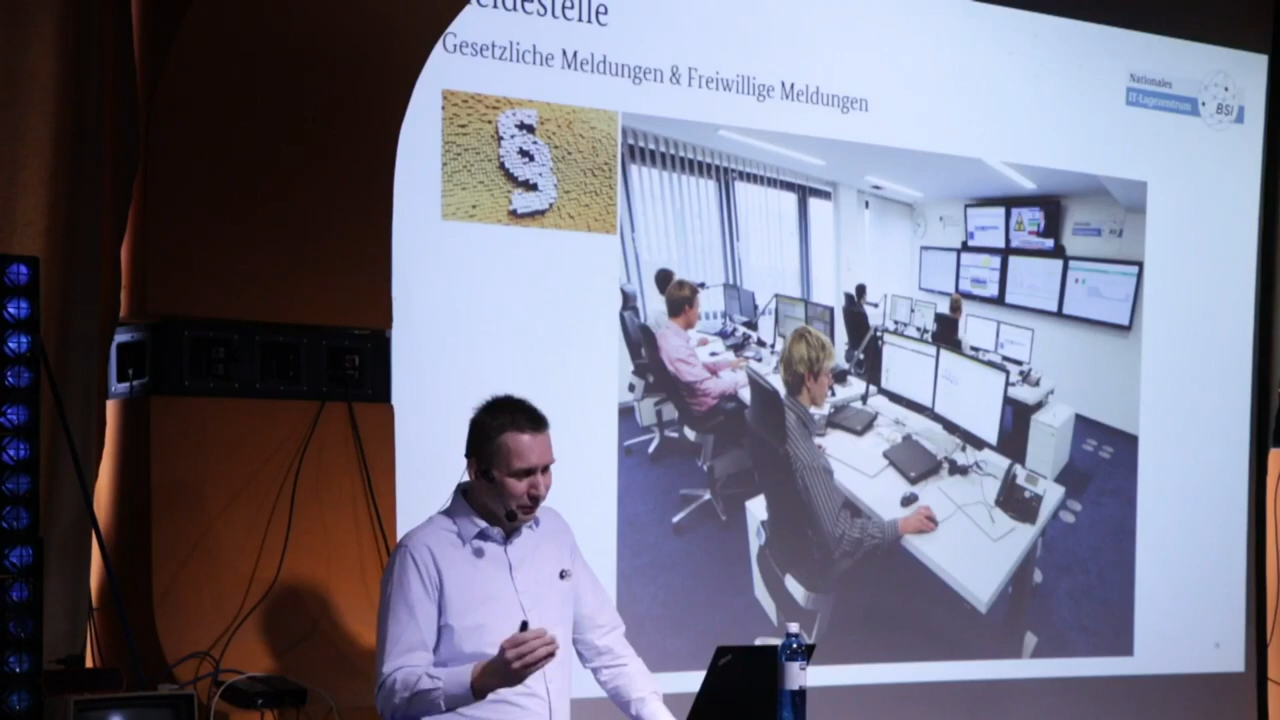 eldestelle
Gesetzliche Meldungen & Freiwillige Meldungen
§
Nationales
IT-Lagezentrum
BSI